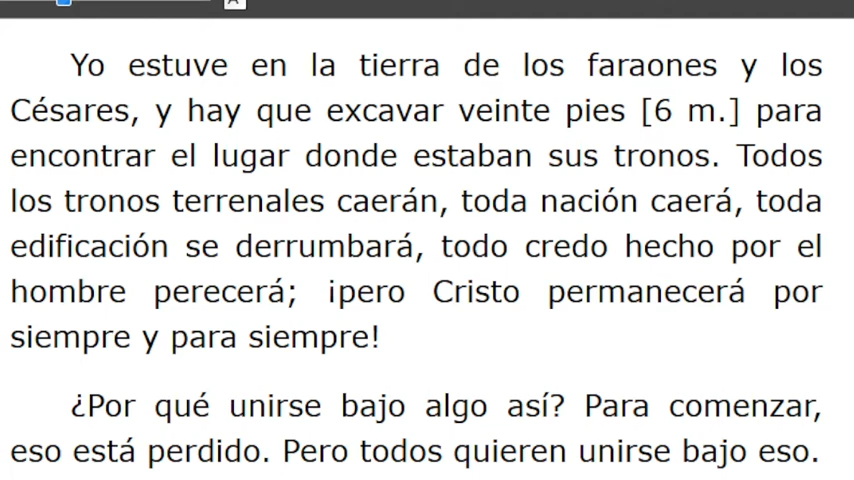 Yo estuve en la tierra de los faraones y los
Césares, y hay que excavar veinte pies [6 m.] para
encontrar el lugar donde estaban sus tronos. Todos
los tronos terrenales caerán, toda nación caerá, toda
edificación se derrumbará, todo credo hecho por el
hombre perecerá; ¡pero Cristo permanecerá por
siempre y para siempre!
¿Por qué unirse bajo algo así? Para comenzar,
eso está perdido. Pero todos quieren unirse bajo eso.